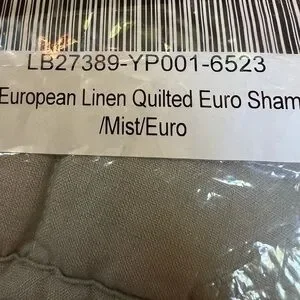 LB27389-YP001-6523
European Linen Quilted Euro Sham
/Mist/Euro